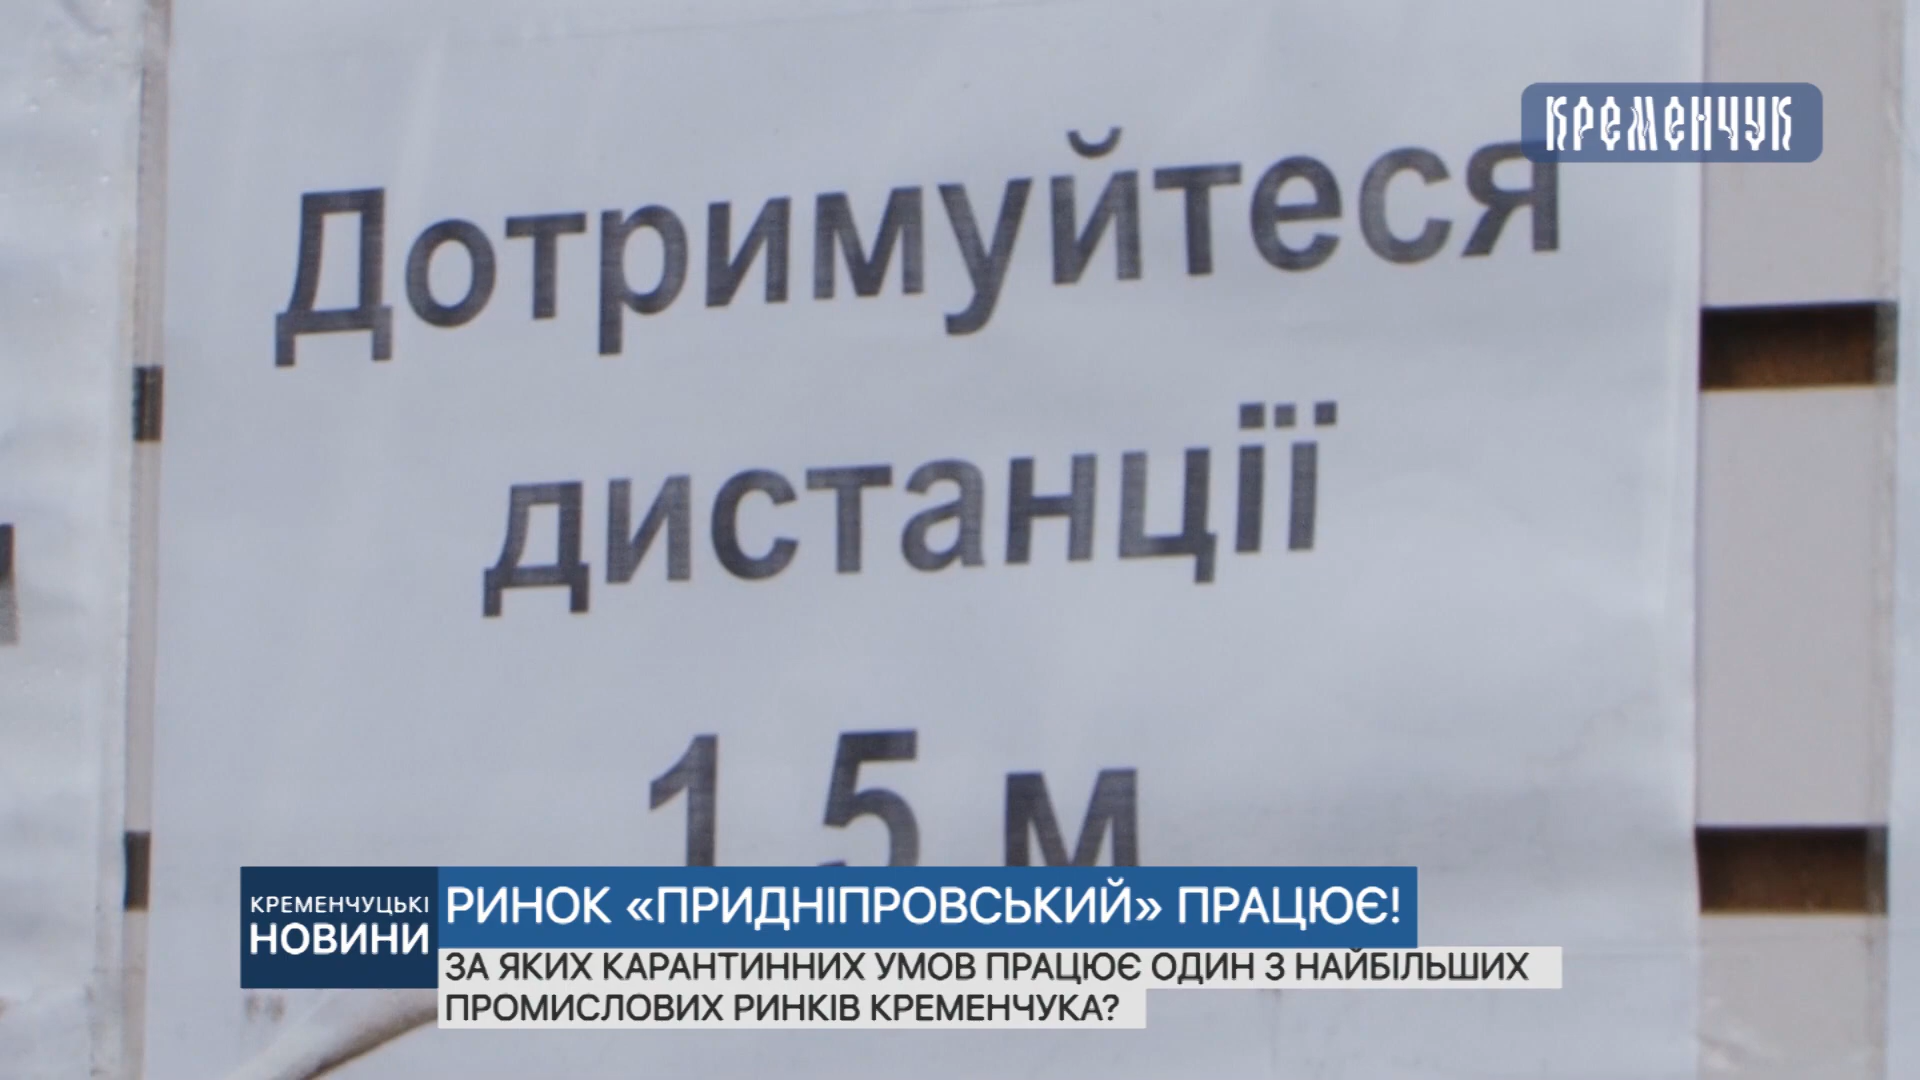 КРЕМЕНЧУК
Дотримуйтеся
дистанції
1,5 м
КРЕМЕНЧУЦЬКІ
НОВИНИ
РИНОК «ПРИДНІПРОВСЬКИЙ» ПРАЦЮЄ!
ЗА ЯКИХ КАРАНТИННИХ УМОВ ПРАЦЮЄ ОДИН З НАЙБІЛЬШИХ
ПРОМИСЛОВИХ РИНКІВ КРЕМЕНЧУКА?